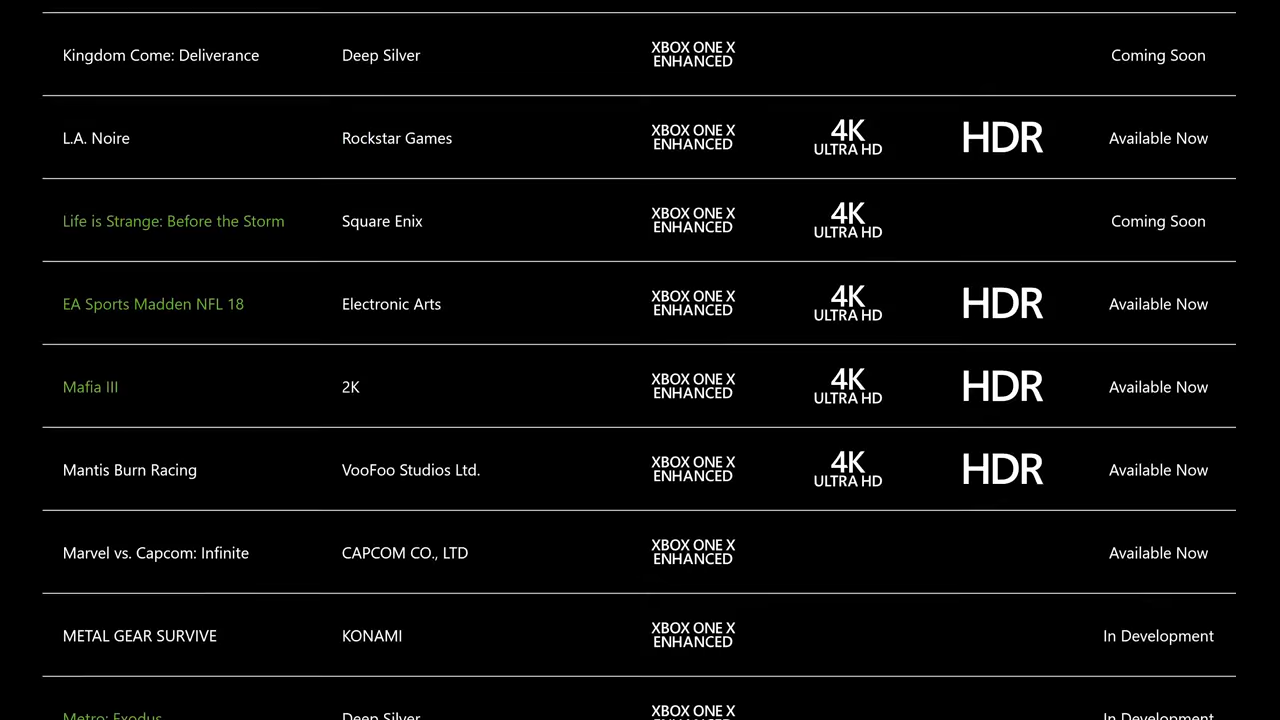 Kingdom Come: Deliverance Deep Silver XBOX ONE X ENHANCED Coming Soon
L.A. Noire Rockstar Games XBOX ONE X ENHANCED 4K ULTRA HD HDR Available Now
Life is Strange: Before the Storm Square Enix XBOX ONE X ENHANCED 4K ULTRA HD Coming Soon
EA Sports Madden NFL 18 Electronic Arts XBOX ONE X ENHANCED 4K ULTRA HD HDR Available Now
Mafia III 2K XBOX ONE X ENHANCED 4K ULTRA HD HDR Available Now
Mantis Burn Racing VooFoo Studios Ltd. XBOX ONE X ENHANCED 4K ULTRA HD HDR Available Now
Marvel vs. Capcom: Infinite CAPCOM CO., LTD XBOX ONE X ENHANCED Available Now
METAL GEAR SURVIVE KONAMI XBOX ONE X ENHANCED In Development
Metro: Exodus Deep Silver XBOX ONE X ENHANCED In Development